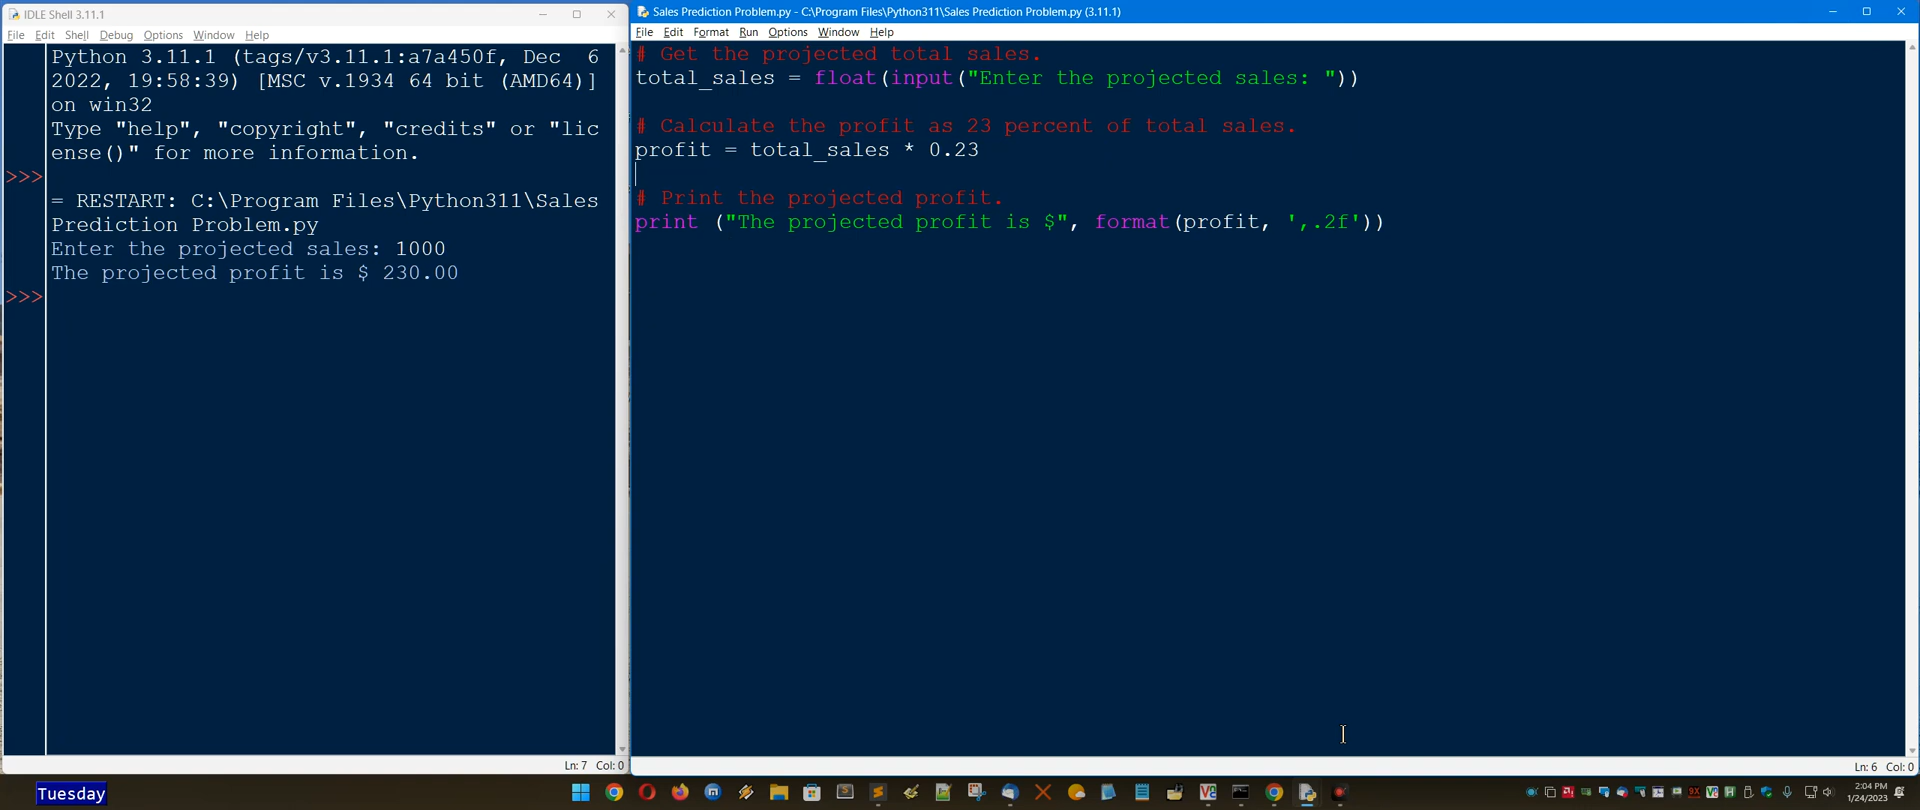 IDLE Shell 3.11.1
File Edit Shell Debug Options Window Help
Python 3.11.1 (tags/v3.11.1:a7a450f, Dec  6
2022, 19:58:39) [MSC v.1934 64 bit (AMD64)]
on win32
Type "help", "copyright", "credits" or "lic
ense()" for more information.
>>>
= RESTART: C:\Program Files\Python311\Sales
Prediction Problem.py
Enter the projected sales: 1000
The projected profit is $ 230.00
>>>
Ln: 7 Col: 0
Sales Prediction Problem.py - C:\Program Files\Python311\Sales Prediction Problem.py (3.11.1)
File Edit Format Run Options Window Help
# Get the projected total sales.
total_sales = float(input("Enter the projected sales: "))
# Calculate the profit as 23 percent of total sales.
profit = total_sales * 0.23
# Print the projected profit.
print ("The projected profit is $", format(profit, ',.2f'))
Ln: 6 Col: 0
Tuesday
2:04 PM
1/24/2023